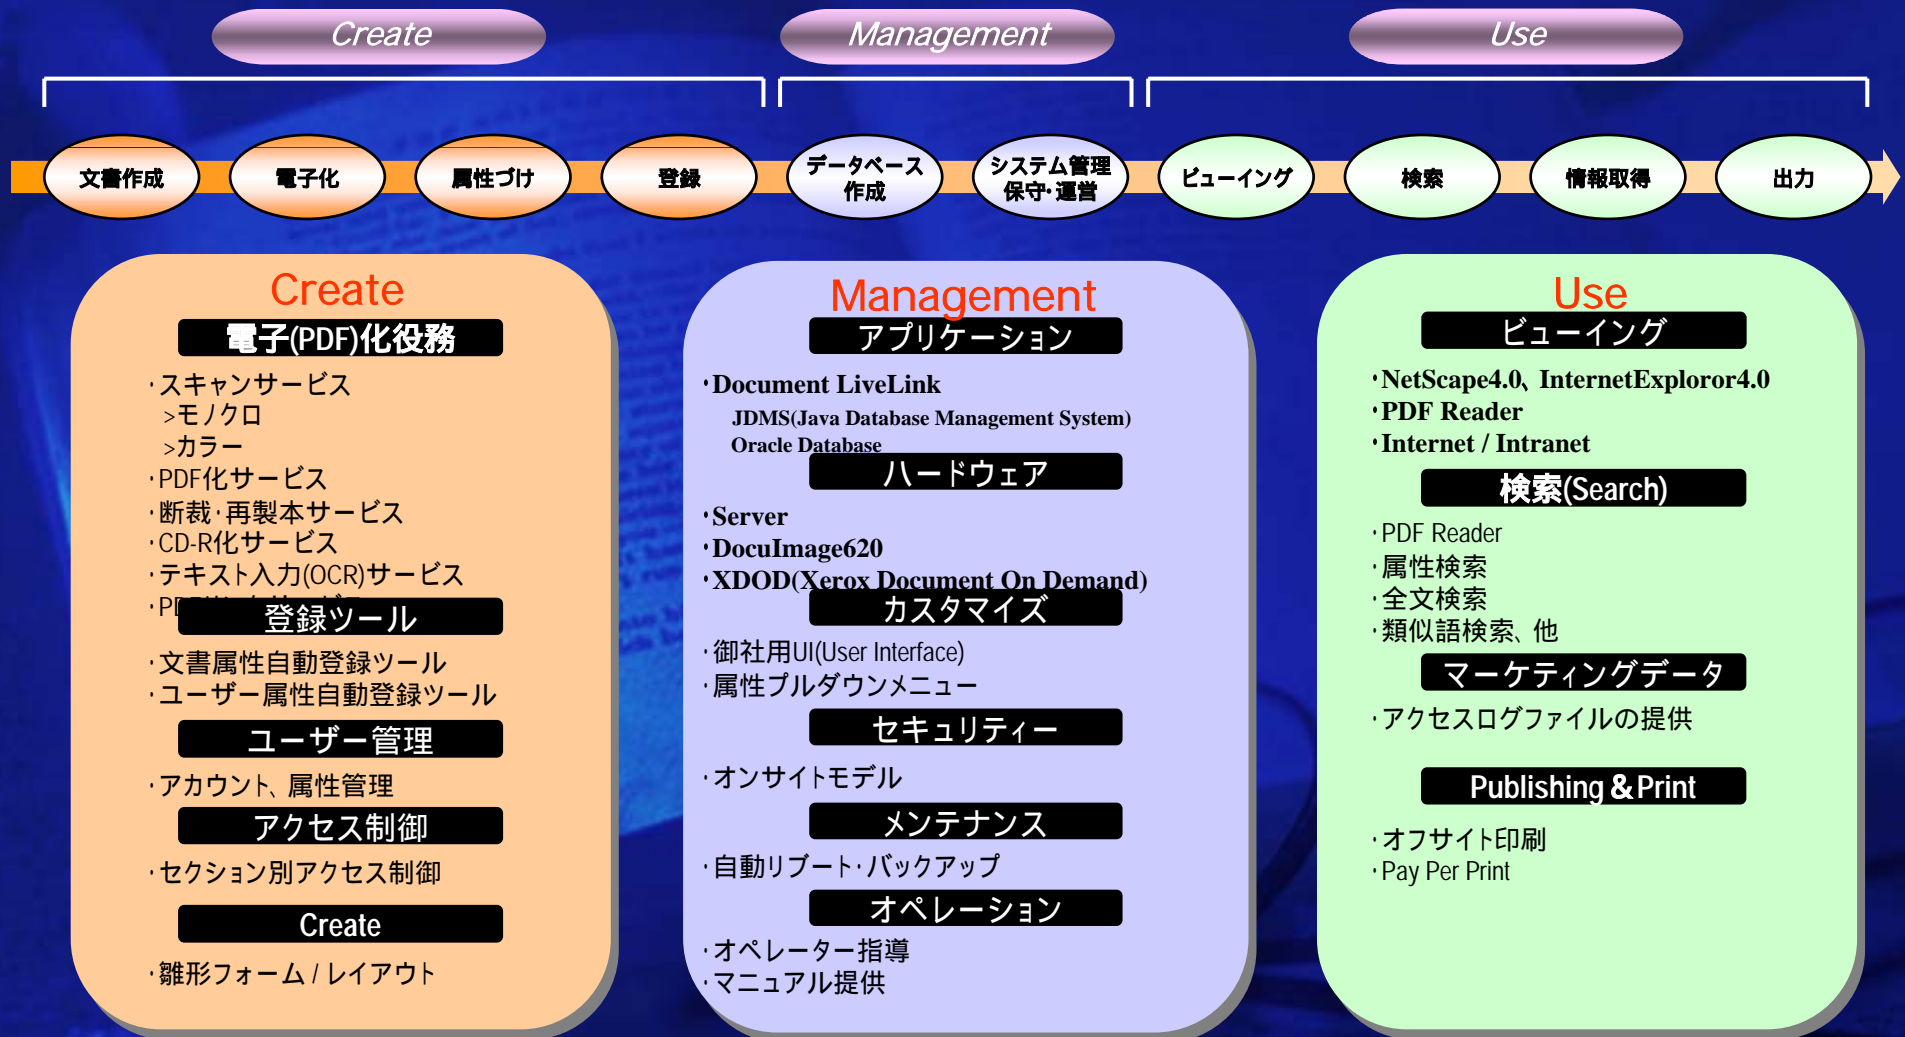 Create
Management
Use
文書作成
電子化
属性づけ
登録
データベース
作成
システム管理
保守・運営
ビューイング
検索
情報取得
出力
Create
電子(PDF)化役務
・スキャンサービス
>モノクロ
>カラー
・PDF化サービス
・断裁・再製本サービス
・CD-R化サービス
・テキスト入力(OCR)サービス
登録ツール
・文書属性自動登録ツール
・ユーザー属性自動登録ツール
ユーザー管理
・アカウント、属性管理
アクセス制御
・セクション別アクセス制御
Create
・雛形フォーム / レイアウト
Management
アプリケーション
・Document LiveLink
JDMS(Java Database Management System)
Oracle Database
ハードウェア
・Server
・DocuImage620
・XDOD(Xerox Document On Demand)
カスタマイズ
・御社用UI(User Interface)
・属性プルダウンメニュー
セキュリティー
・オンサイトモデル
メンテナンス
・自動リブート・バックアップ
オペレーション
・オペレーター指導
・マニュアル提供
Use
ビューイング
・NetScape4.0、InternetExploror4.0
・PDF Reader
・Internet / Intranet
検索(Search)
・PDF Reader
・属性検索
・全文検索
・類似語検索、他
マーケティングデータ
・アクセスログファイルの提供
Publishing＆Print
・オフサイト印刷
・Pay Per Print